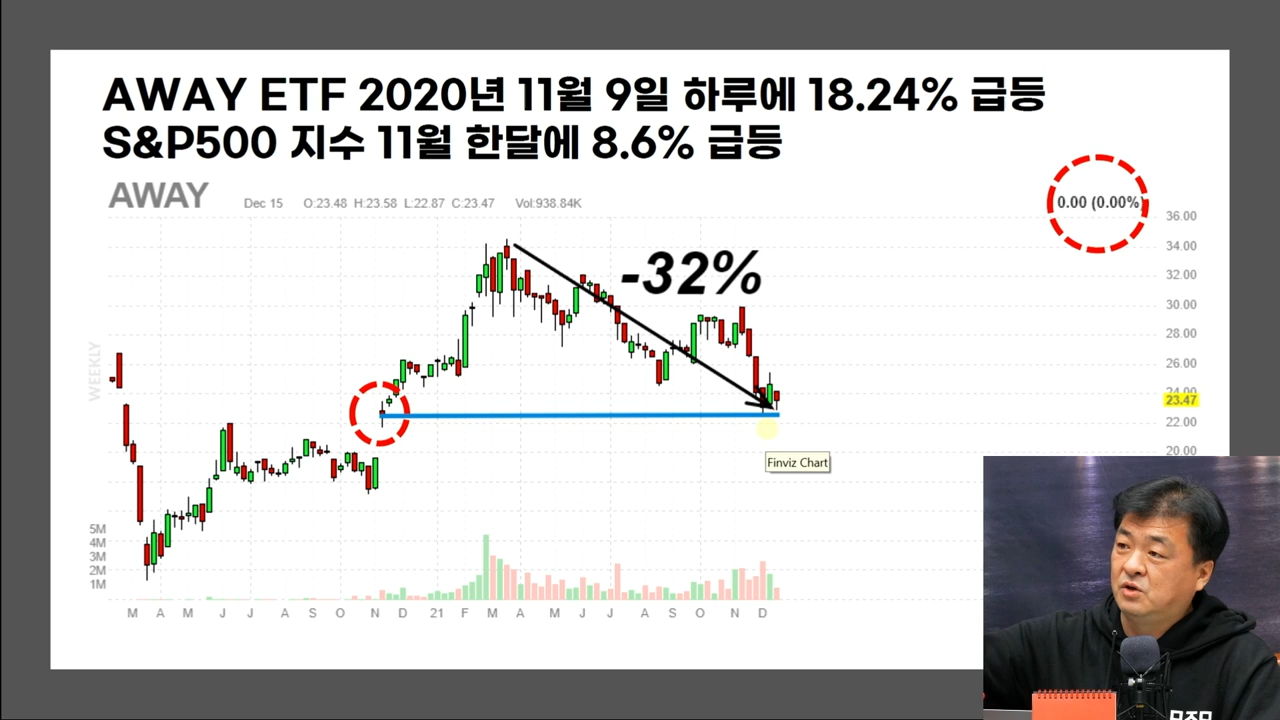 AWAY ETF 2020년 11월 9일 하루에 18.24% 급등
S&P500 지수 11월 한달에 8.6% 급등
AWAY Dec 15 O:23.48 H:23.58 L:22.87 C:23.47 Vol:938.84K
0.00 (0.00%)
36.00
34.00
-32%
32.00
30.00
28.00
WEEKLY
26.00
24.00
23.47
22.00
20.00
Finviz Chart
5M
4M
3M
2M
1M
M A M J J A S O N D 21 F M A M J J A S O N D